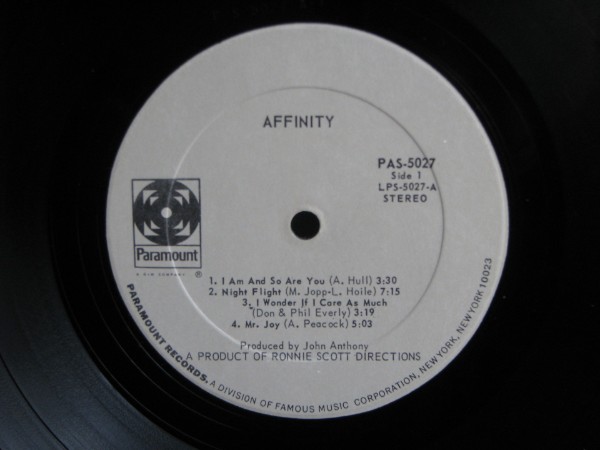 AFFINITY
PAS-5027
Side 1
LPS-5027-A
STEREO
Paramount
A G+W COMPANY
®
1. I Am And So Are You (A. Hull) 3:30
2. Night Flight (M. Jopp-L. Hoile) 7:15
3. I Wonder If I Care As Much
(Don & Phil Everly) 3:19
4. Mr. Joy (A. Peacock) 5:03
Produced by John Anthony
A PRODUCT OF RONNIE SCOTT DIRECTIONS
PARAMOUNT RECORDS, A DIVISION OF FAMOUS MUSIC CORPORATION, NEW YORK, NEW YORK 10023